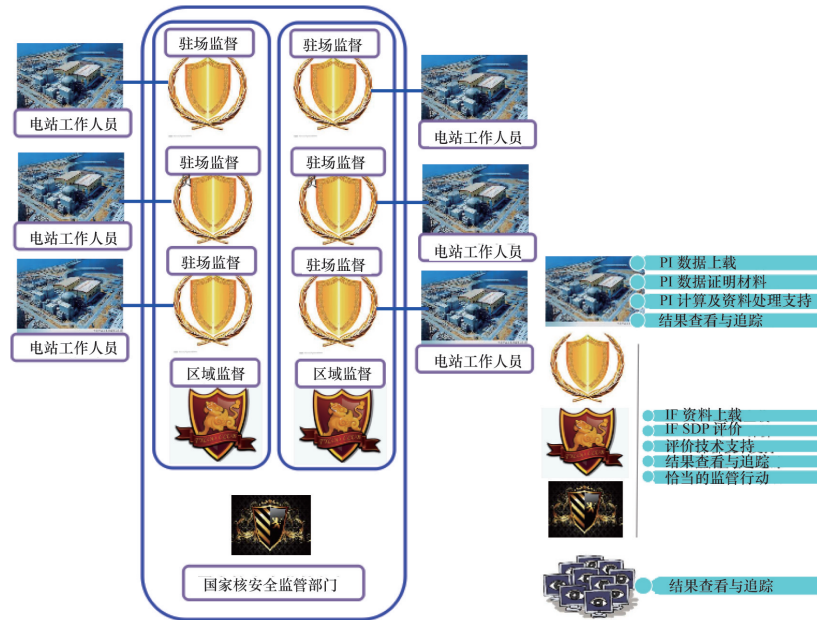 驻场监督
驻场监督
电站工作人员
电站工作人员
驻场监督
驻场监督
电站工作人员
电站工作人员
驻场监督
驻场监督
电站工作人员
电站工作人员
区域监督
区域监督
国家核安全监管部门
PI 数据上载
PI 数据证明材料
PI 计算及资料处理支持
结果查看与追踪
IF 资料上载
IF SDP 评价
评价技术支持
结果查看与追踪
恰当的监管行动
结果查看与追踪